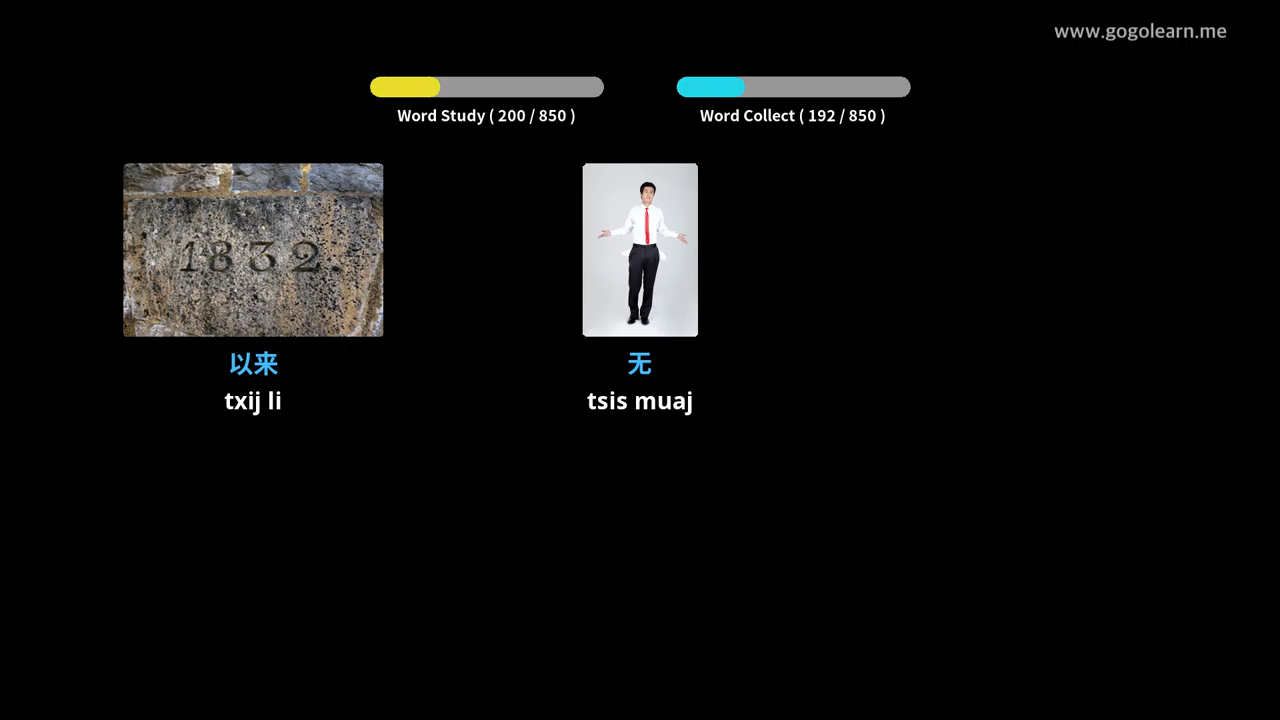 www.gogolearn.me
Word Study ( 200 / 850 )
Word Collect ( 192 / 850 )
1832.
以来
txij li
无
tsis muaj